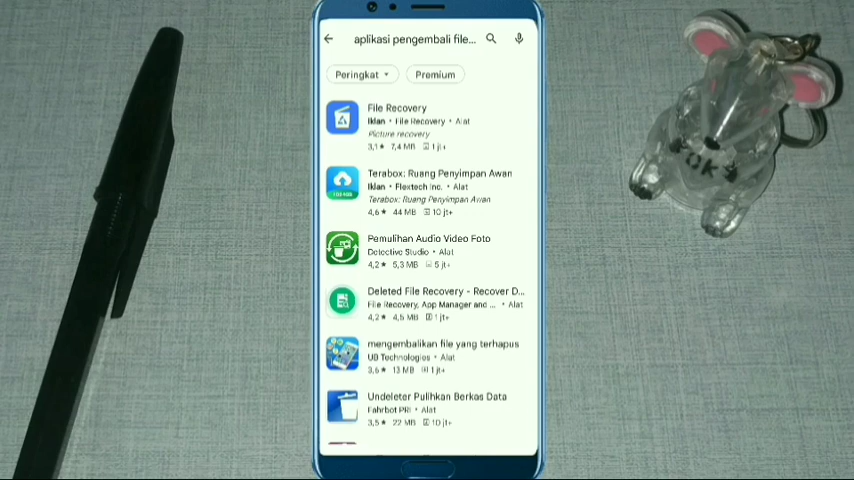 aplikasi pengembali file...
Peringkat
Premium
File Recovery
Iklan • File Recovery • Alat
Picture recovery
3,1★ 7,4 MB 1 jt+
Terabox: Ruang Penyimpan Awan
Iklan • Flextech Inc. • Alat
Terabox: Ruang Penyimpan Awan
4,6★ 44 MB 10 jt+
Pemulihan Audio Video Foto
Detective Studio • Alat
4,2★ 5,3 MB 5 jt+
Deleted File Recovery - Recover D...
File Recovery, App Manager and ... • Alat
4,2★ 4,5 MB 1 jt+
mengembalikan file yang terhapus
UB Technologies • Alat
3,6★ 13 MB 1 jt+
Undeleter Pulihkan Berkas Data
Fahrbot PRI • Alat
3,5★ 22 MB 10 jt+